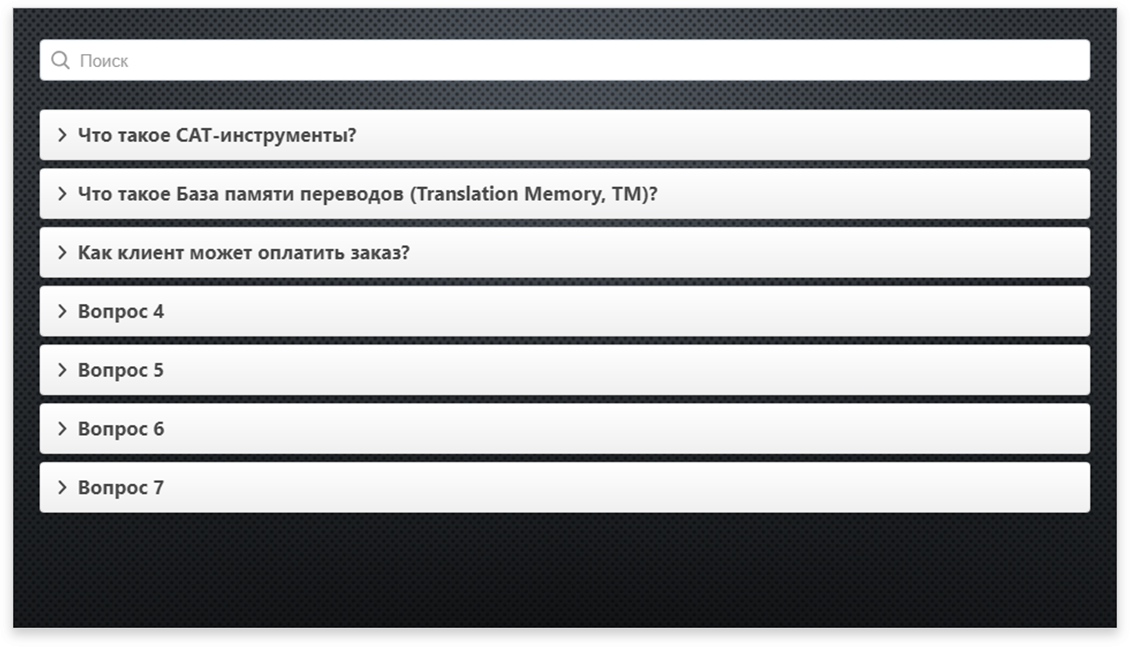 Поиск
Что такое CAT-инструменты?
Что такое База памяти переводов (Translation Memory, TM)?
Как клиент может оплатить заказ?
Вопрос 4
Вопрос 5
Вопрос 6
Вопрос 7